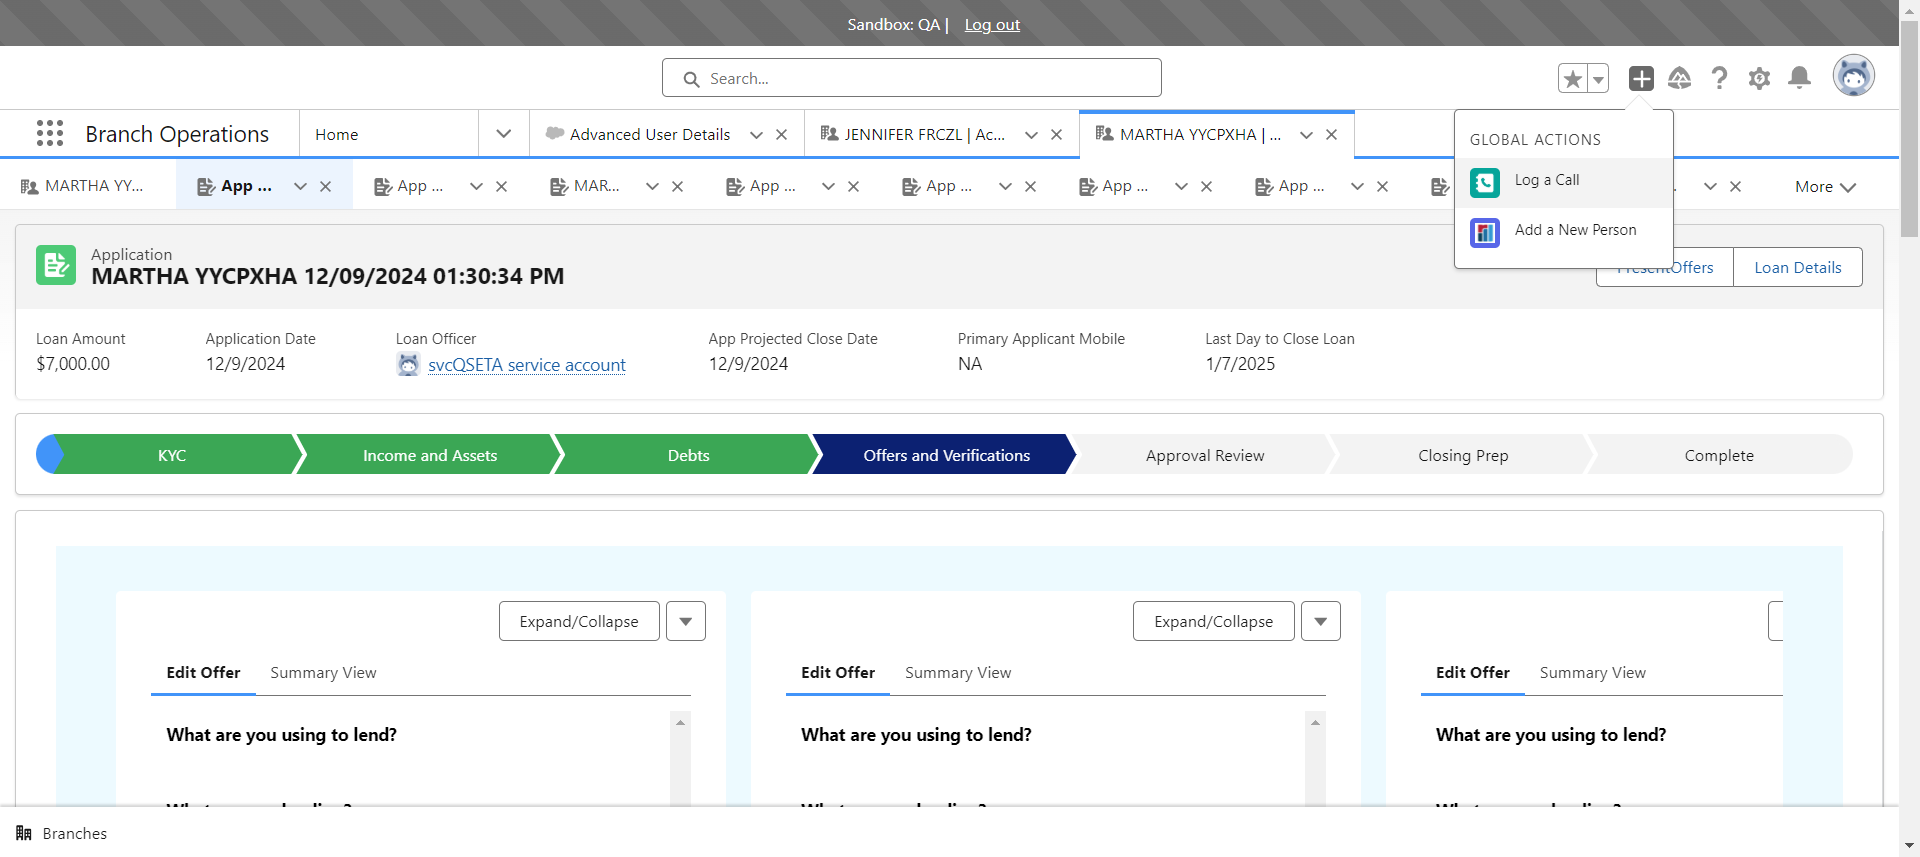 Sandbox: QA | Log out
Search...
Branch Operations
Home
Advanced User Details
JENNIFER FRCZL | Ac...
MARTHA YYCPXHA | ...
GLOBAL ACTIONS
Log a Call
Add a New Person
MARTHA YY...
App ...
App ...
MAR...
App ...
App ...
App ...
App ...
More
Application
MARTHA YYCPXHA 12/09/2024 01:30:34 PM
PresentOffers
Loan Details
Loan Amount
$7,000.00
Application Date
12/9/2024
Loan Officer
svcQSETA service account
App Projected Close Date
12/9/2024
Primary Applicant Mobile
NA
Last Day to Close Loan
1/7/2025
KYC
Income and Assets
Debts
Offers and Verifications
Approval Review
Closing Prep
Complete
Expand/Collapse
Edit Offer
Summary View
What are you using to lend?
Expand/Collapse
Edit Offer
Summary View
What are you using to lend?
Edit Offer
Summary View
What are you using to lend?
Branches